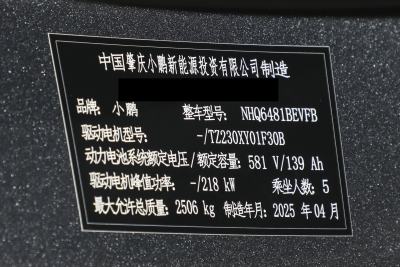 中国肇庆小鹏新能源投资有限公司制造
品牌：小鹏 整车型号： NHQ6481BEVFB
驱动电机型号： -/TZ230XY01F30B
动力电池系统额定电压/额定容量：581 V/139 Ah
驱动电机峰值功率： -/218 kW 乘坐人数：5
最大允许总质量：2506 kg 制造年月：2025 年 04 月